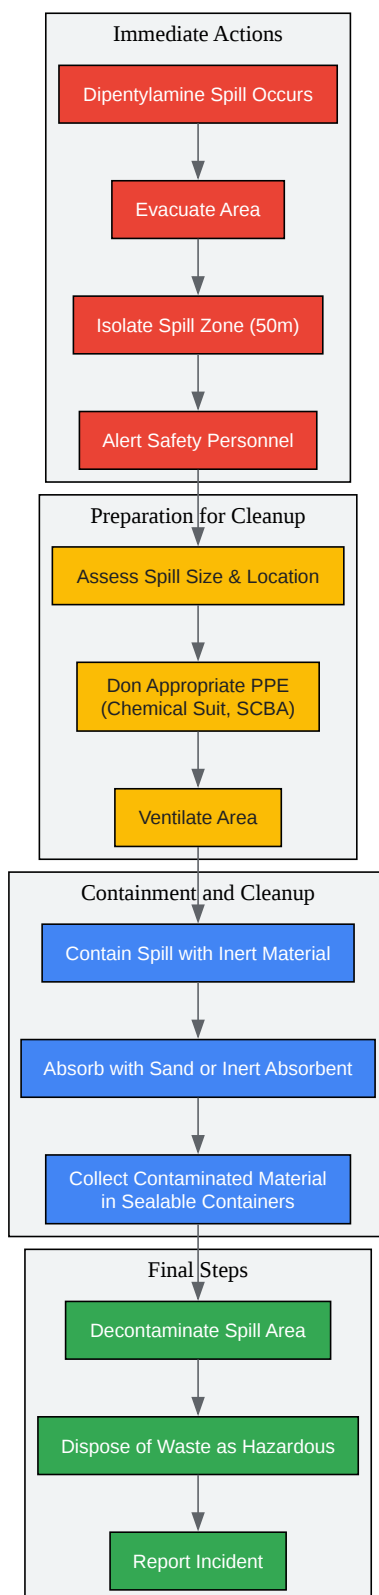 Immediate Actions
Dipentylamine Spill Occurs
Evacuate Area
Isolate Spill Zone (50m)
Alert Safety Personnel
Preparation for Cleanup
Assess Spill Size & Location
Don Appropriate PPE
(Chemical Suit, SCBA)
Ventilate Area
Containment and Cleanup
Contain Spill with Inert Material
Absorb with Sand or Inert Absorbent
Collect Contaminated Material
in Sealable Containers
Final Steps
Decontaminate Spill Area
Dispose of Waste as Hazardous
Report Incident